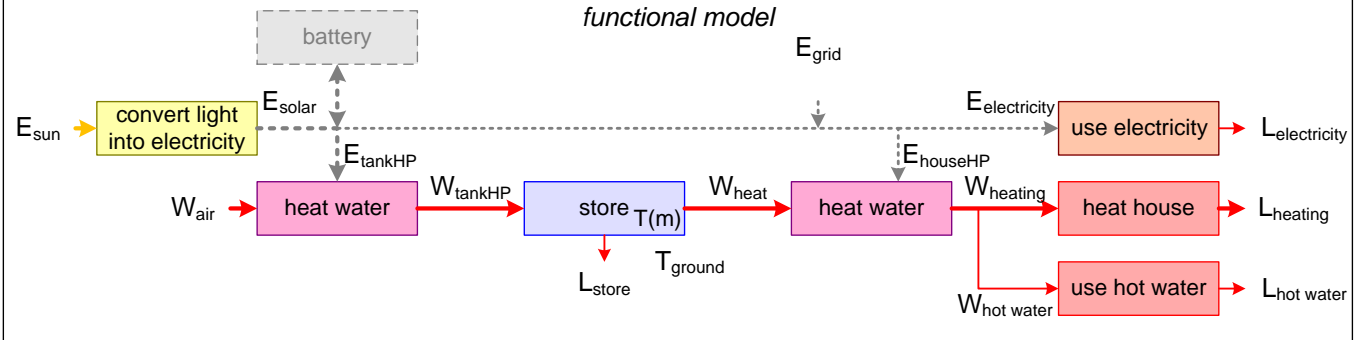 functional model
battery
E_grid
E_solar
E_electricity
E_sun
convert light
into electricity
use electricity
L_electricity
E_tankHP
E_houseHP
W_air
heat water
W_tankHP
store
T(m)
W_heat
heat water
W_heating
heat house
L_heating
T_ground
L_store
use hot water
L_hot water
W_hot water